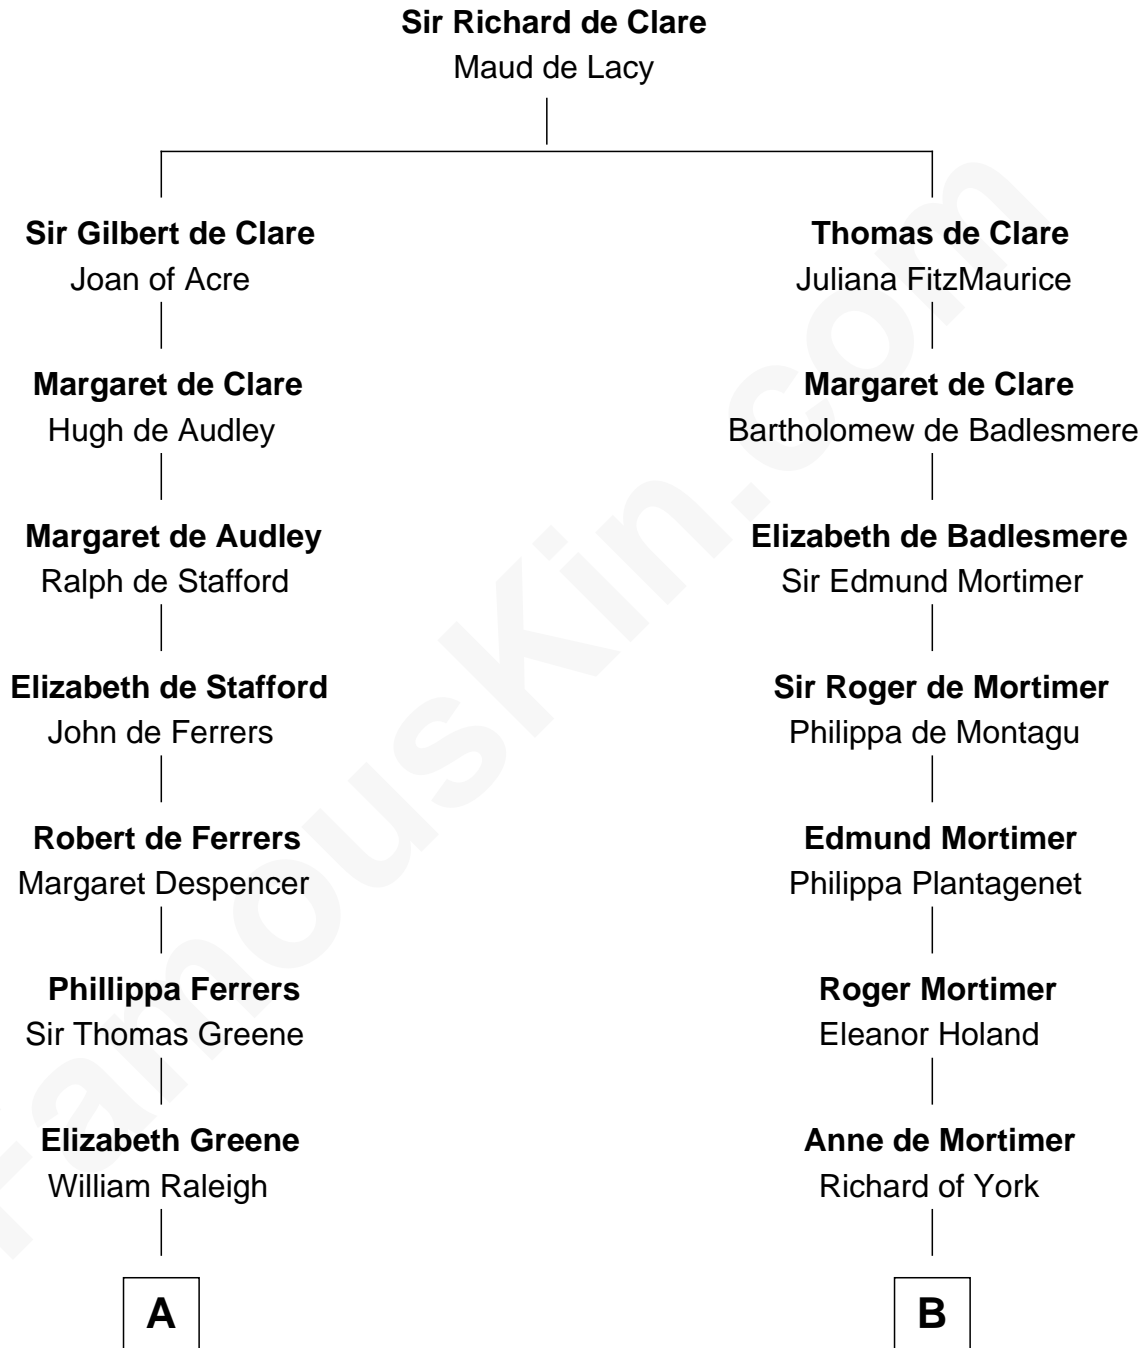 Sir Richard de Clare
Maud de Lacy
Sir Gilbert de Clare
Joan of Acre
Thomas de Clare
Juliana FitzMaurice
Margaret de Clare
Hugh de Audley
Margaret de Clare
Bartholomew de Badlesmere
Margaret de Audley
Ralph de Stafford
Elizabeth de Badlesmere
Sir Edmund Mortimer
Elizabeth de Stafford
John de Ferrers
Sir Roger de Mortimer
Philippa de Montagu
Robert de Ferrers
Margaret Despencer
Edmund Mortimer
Philippa Plantagenet
Phillippa Ferrers
Sir Thomas Greene
Roger Mortimer
Eleanor Holand
Elizabeth Greene
William Raleigh
Anne de Mortimer
Richard of York
A
B
FamousKin.com